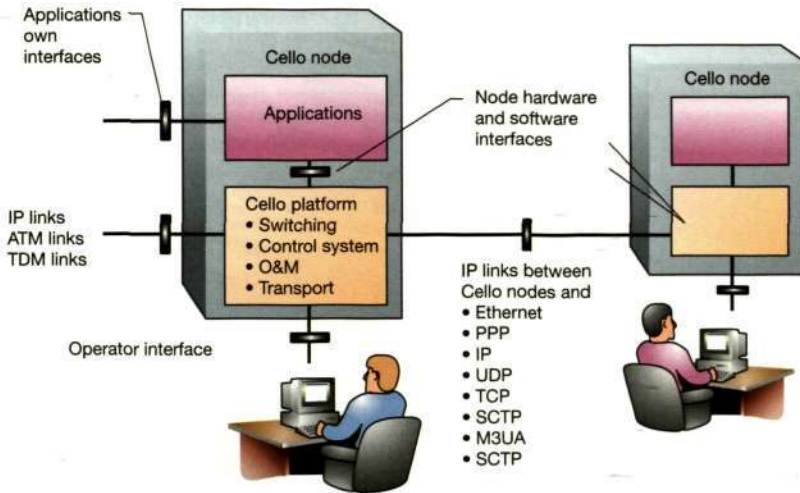 Applications
own
interfaces
Cello node
Applications
Node hardware
and software
interfaces
Cello node
IP links
ATM links
TDM links
Cello platform
• Switching
• Control system
• O&M
• Transport
IP links between
Cello nodes and
• Ethernet
• PPP
• IP
• UDP
• TCP
• SCTP
• M3UA
• SCTP
Operator interface